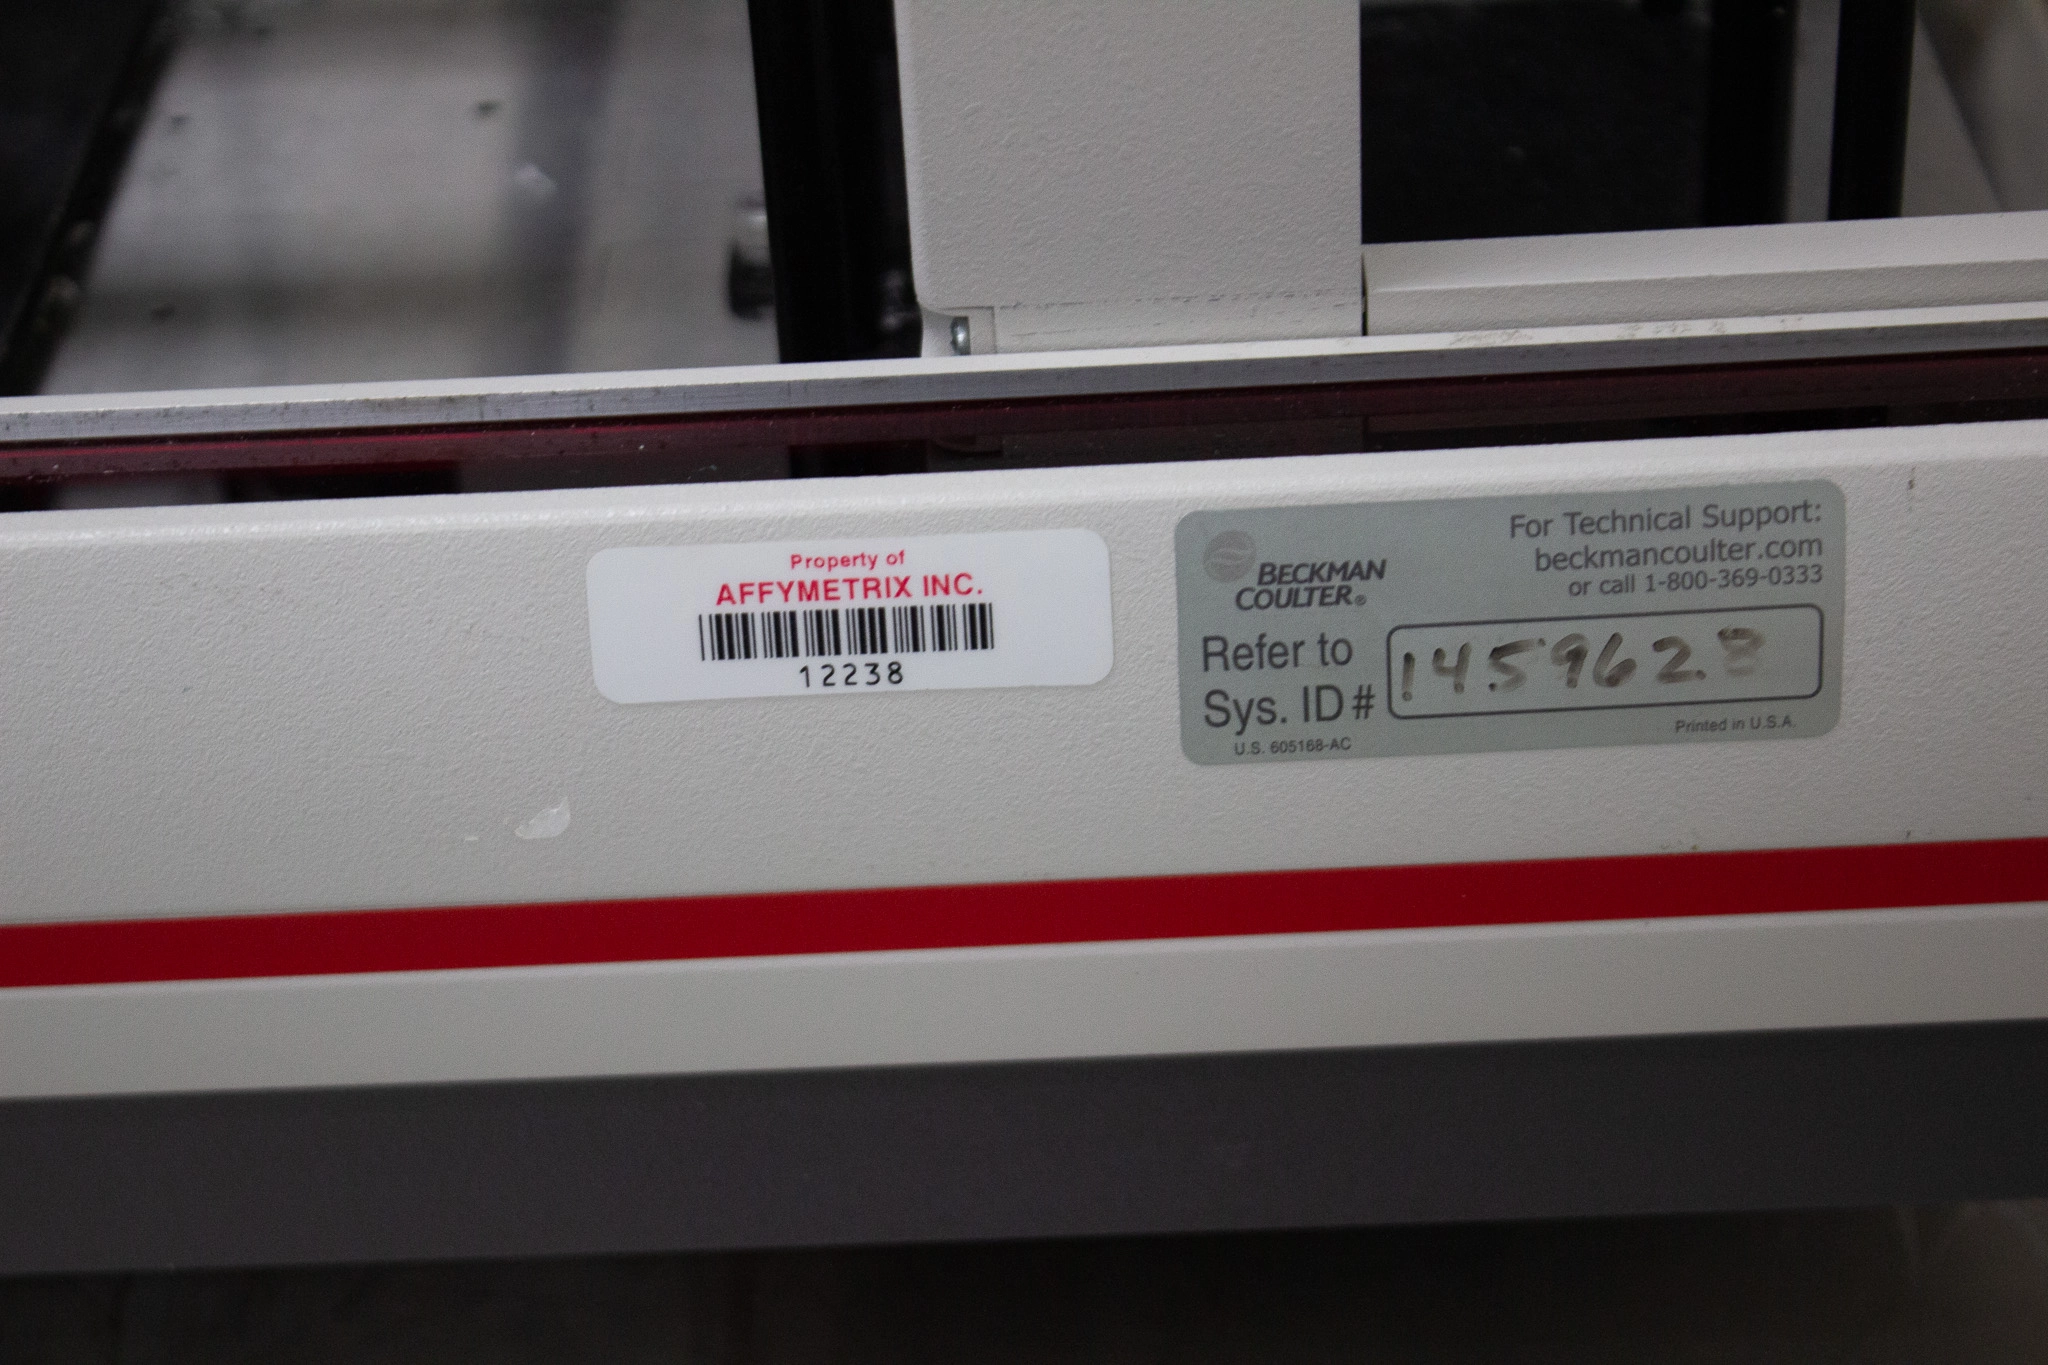 Property of
AFFYMETRIX INC.
12238
BECKMAN
COULTER®
For Technical Support:
beckmancoulter.com
or call 1-800-369-0333
Refer to
Sys. ID#
U.S. 605168-AC
Printed in U.S.A.